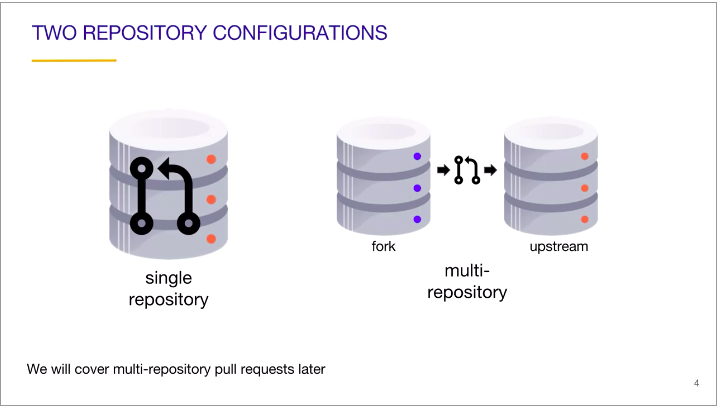 TWO REPOSITORY CONFIGURATIONS
single
repository
fork
upstream
multi-
repository
We will cover multi-repository pull requests later
4